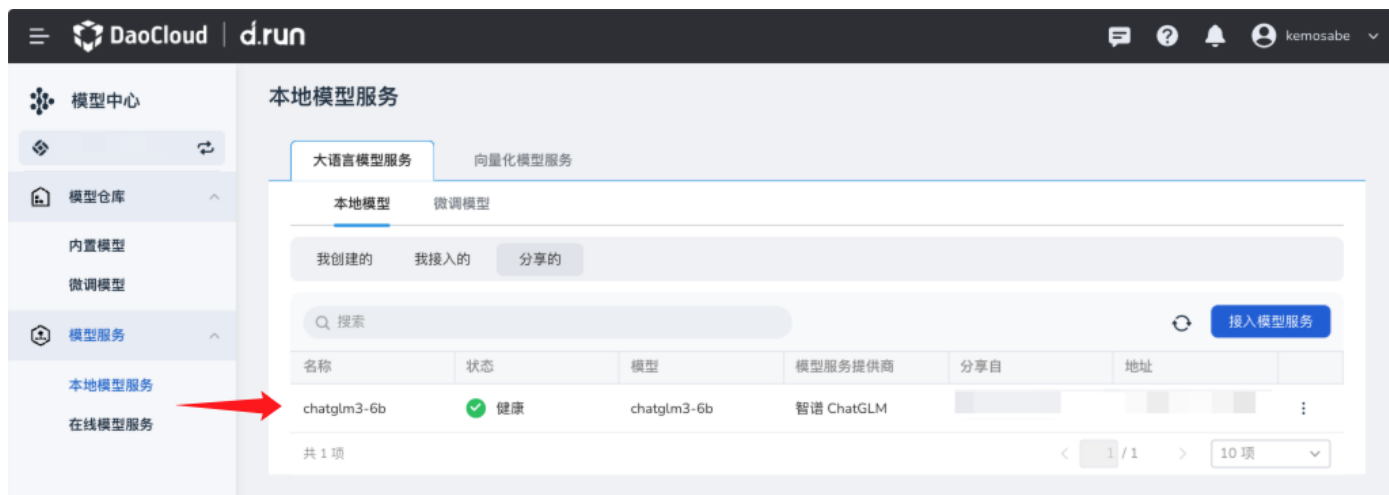 DaoCloud | d.run kemosabe
模型中心
本地模型服务
大语言模型服务 向量化模型服务
模型仓库
本地模型 微调模型
内置模型
我创建的 我接入的 分享的
微调模型
模型服务
搜索 接入模型服务
名称 状态 模型 模型服务提供商 分享自 地址
本地模型服务
chatglm3-6b 健康 chatglm3-6b 智谱 ChatGLM
在线模型服务
共 1 项 1 / 1 10 项